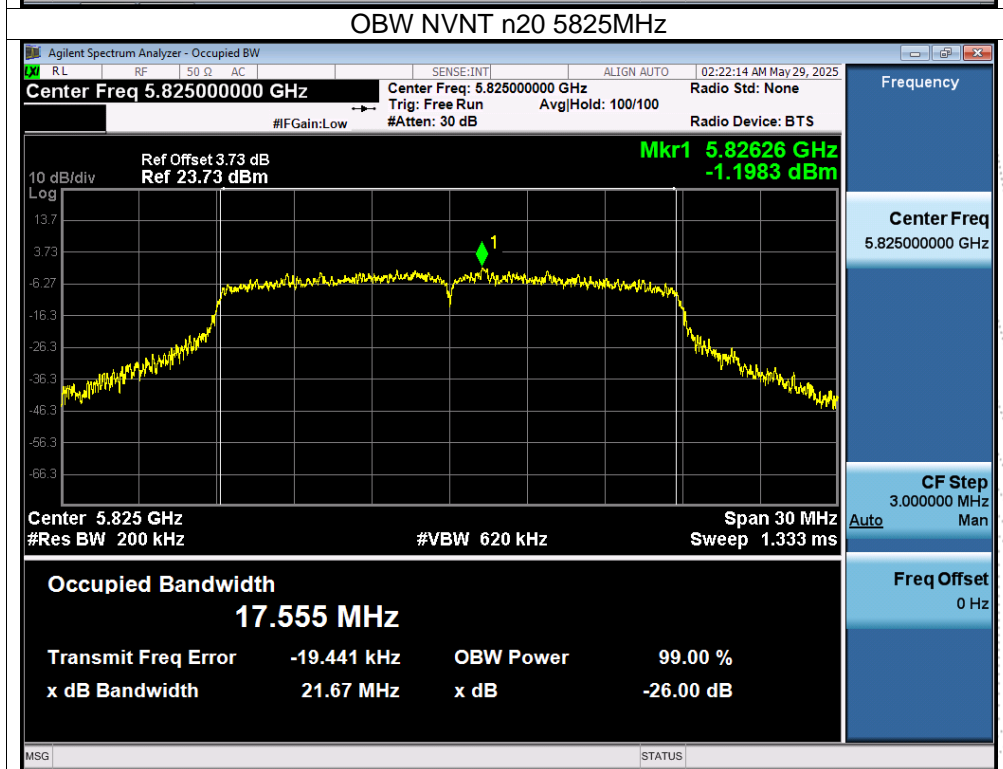 OBW NVNT n20 5825MHz
Agilent Spectrum Analyzer - Occupied BW
LXI RL RF 50 Ω AC SENSE:INT ALIGN AUTO 02:22:14 AM May 29, 2025
Center Freq 5.825000000 GHz Center Freq: 5.825000000 GHz Radio Std: None
Trig: Free Run Avg|Hold: 100/100
#IFGain:Low #Atten: 30 dB Radio Device: BTS
Frequency
Mkr1 5.82626 GHz
-1.1983 dBm
Ref Offset 3.73 dB
10 dB/div Ref 23.73 dBm
Log
13.7
3.73
-6.27
-16.3
-26.3
-36.3
-46.3
-56.3
-66.3
1
Center Freq
5.825000000 GHz
CF Step
3.000000 MHz
Auto Man
Freq Offset
0 Hz
Center 5.825 GHz Span 30 MHz
#Res BW 200 kHz #VBW 620 kHz Sweep 1.333 ms
Occupied Bandwidth
17.555 MHz
Transmit Freq Error -19.441 kHz OBW Power 99.00 %
x dB Bandwidth 21.67 MHz x dB -26.00 dB
MSG STATUS